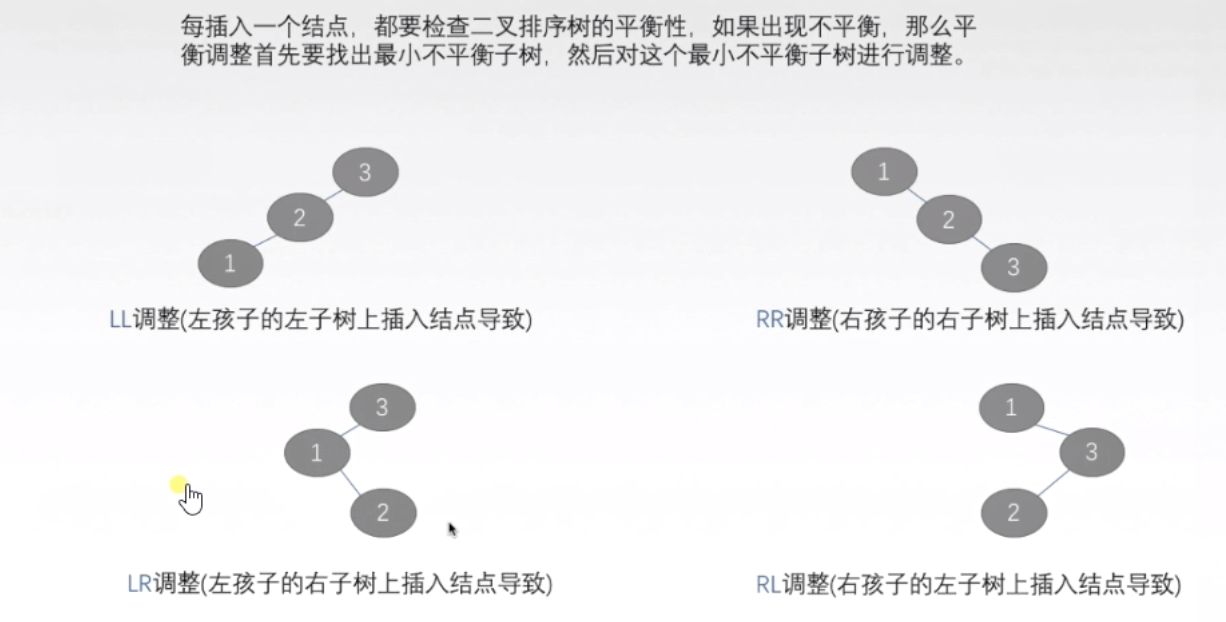 每插入一个结点，都要检查二叉排序树的平衡性，如果出现不平衡，那么平
衡调整首先要找出最小不平衡子树，然后对这个最小不平衡子树进行调整。
3
2
1
LL调整(左孩子的左子树上插入结点导致)
1
2
3
RR调整(右孩子的右子树上插入结点导致)
3
1
2
LR调整(左孩子的右子树上插入结点导致)
1
3
2
RL调整(右孩子的左子树上插入结点导致)